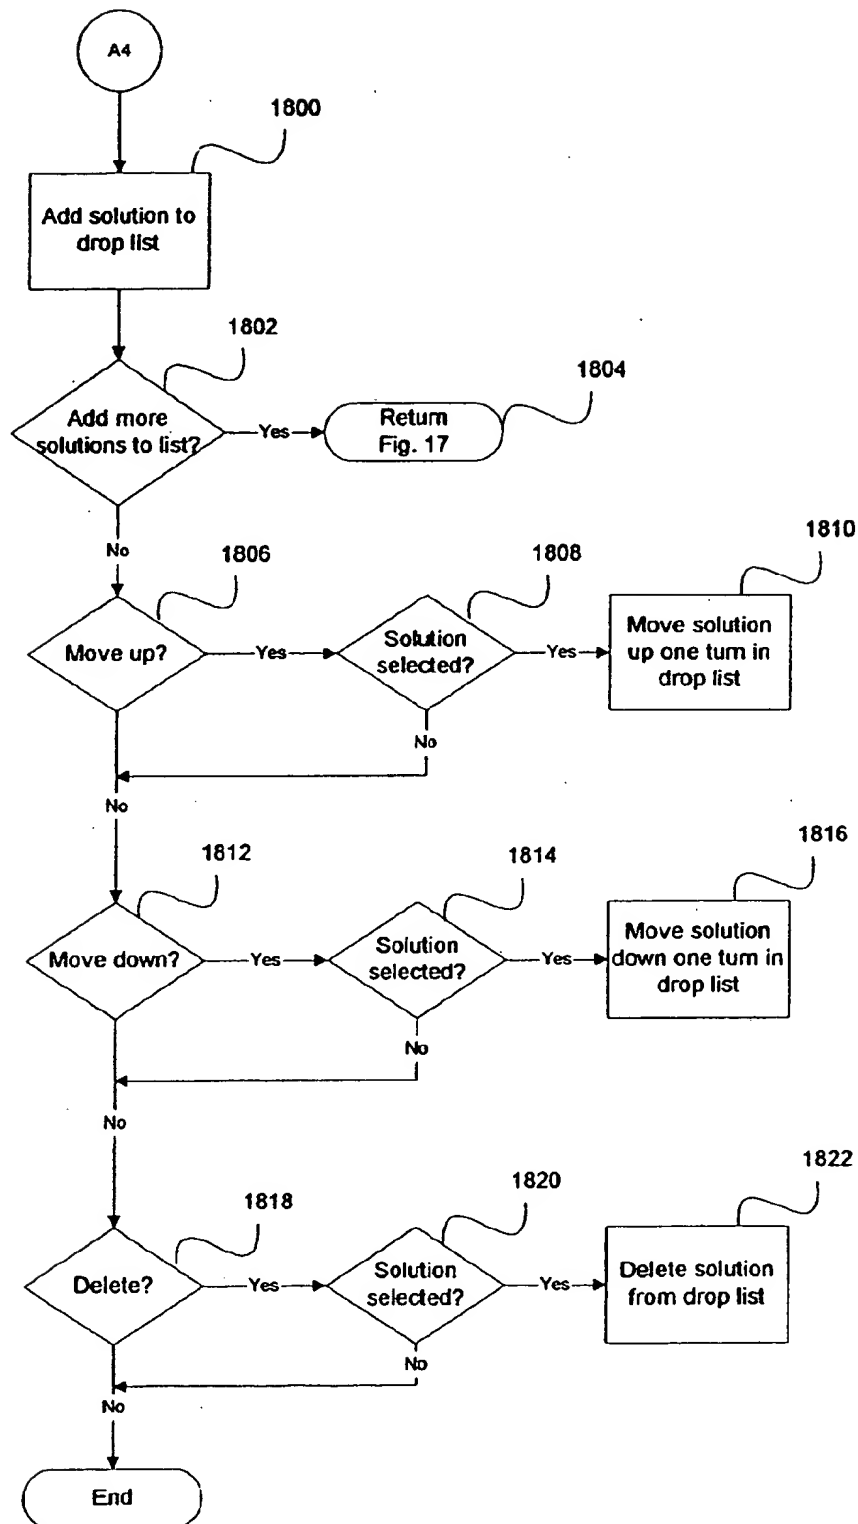 A4
1800
Add solution to
drop list
1802
Add more
solutions to list?
Yes
1804
Return
Fig. 17
No
1806
Move up?
Yes
1808
Solution
selected?
Yes
1810
Move solution
up one turn in
drop list
No
No
1812
Move down?
Yes
1814
Solution
selected?
Yes
1816
Move solution
down one turn in
drop list
No
No
1818
Delete?
Yes
1820
Solution
selected?
Yes
1822
Delete solution
from drop list
No
No
End